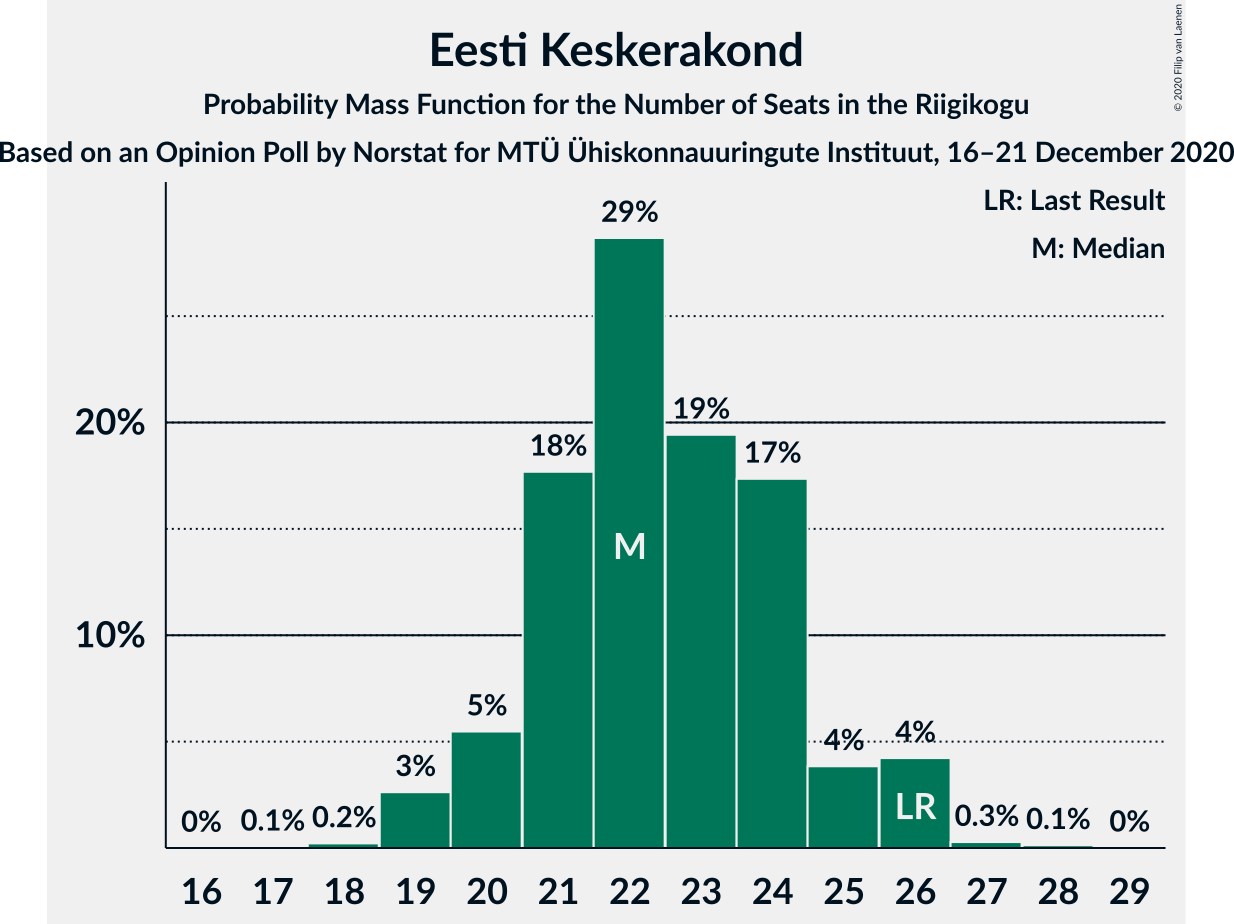 Eesti Keskerakond
Probability Mass Function for the Number of Seats in the Riigikogu
Based on an Opinion Poll by Norstat for MTÜ Ühiskonnauuringute Instituut, 16–21 December 2020
© 2020 Filip van Laenen
LR: Last Result
M: Median
29%
20%
19%
18%
17%
M
10%
5%
4%
4%
3%
LR
0%
0.1%
0.2%
0.3%
0.1%
0%
16 17 18 19 20 21 22 23 24 25 26 27 28 29